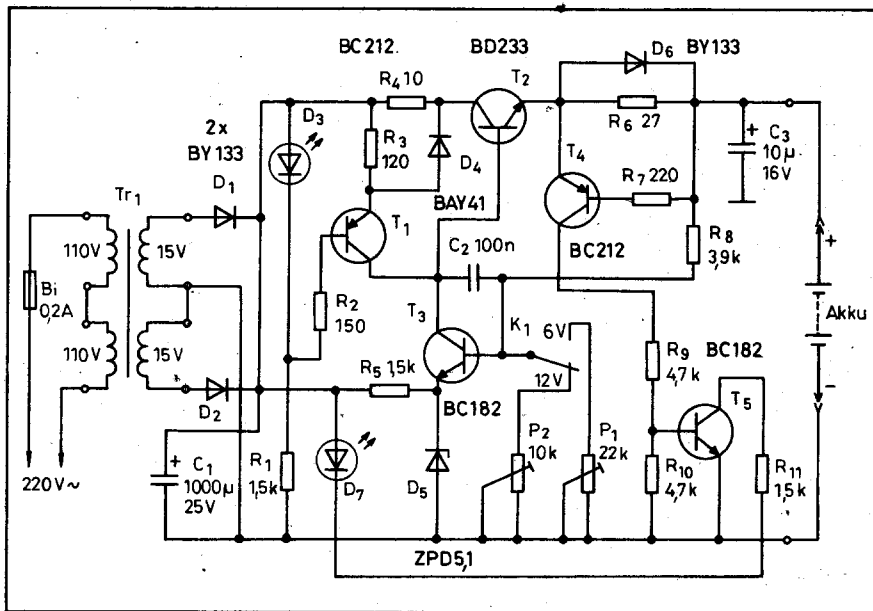 BC212. BD233 D6 BY133
R4 10 T2
D3
2x
BY133
R3
120
D4
R6 27
C3
10µ
16V
Tr1
D1
T4
R7 220
BAY41
T1
110V 15V
C2 100n
BC212
R8
3,9k
+
Bi
0,2A
R2
150
T3
K1
6V
Akku
110V 15V
R5 1,5k
12V
R9
4,7k
BC182
T5
–
D2
BC182
P2
10k
P1
22k
+
C1
1000µ
25V
R1
1,5k
D7
D5
R10
4,7k
R11
1,5k
220V~
ZPD5,1
+